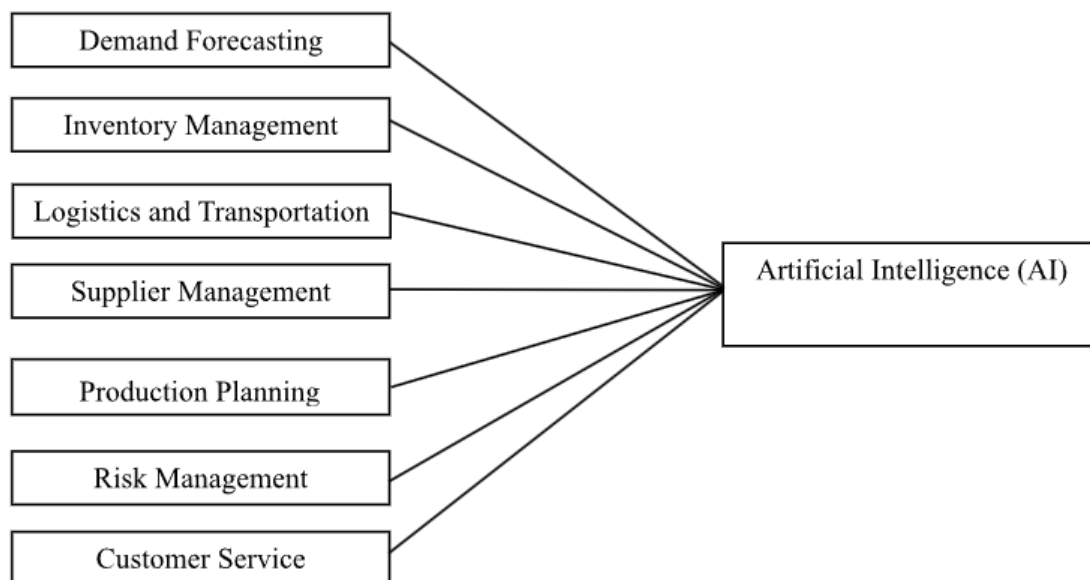 Demand Forecasting
Inventory Management
Logistics and Transportation
Supplier Management
Production Planning
Risk Management
Customer Service
Artificial Intelligence (AI)